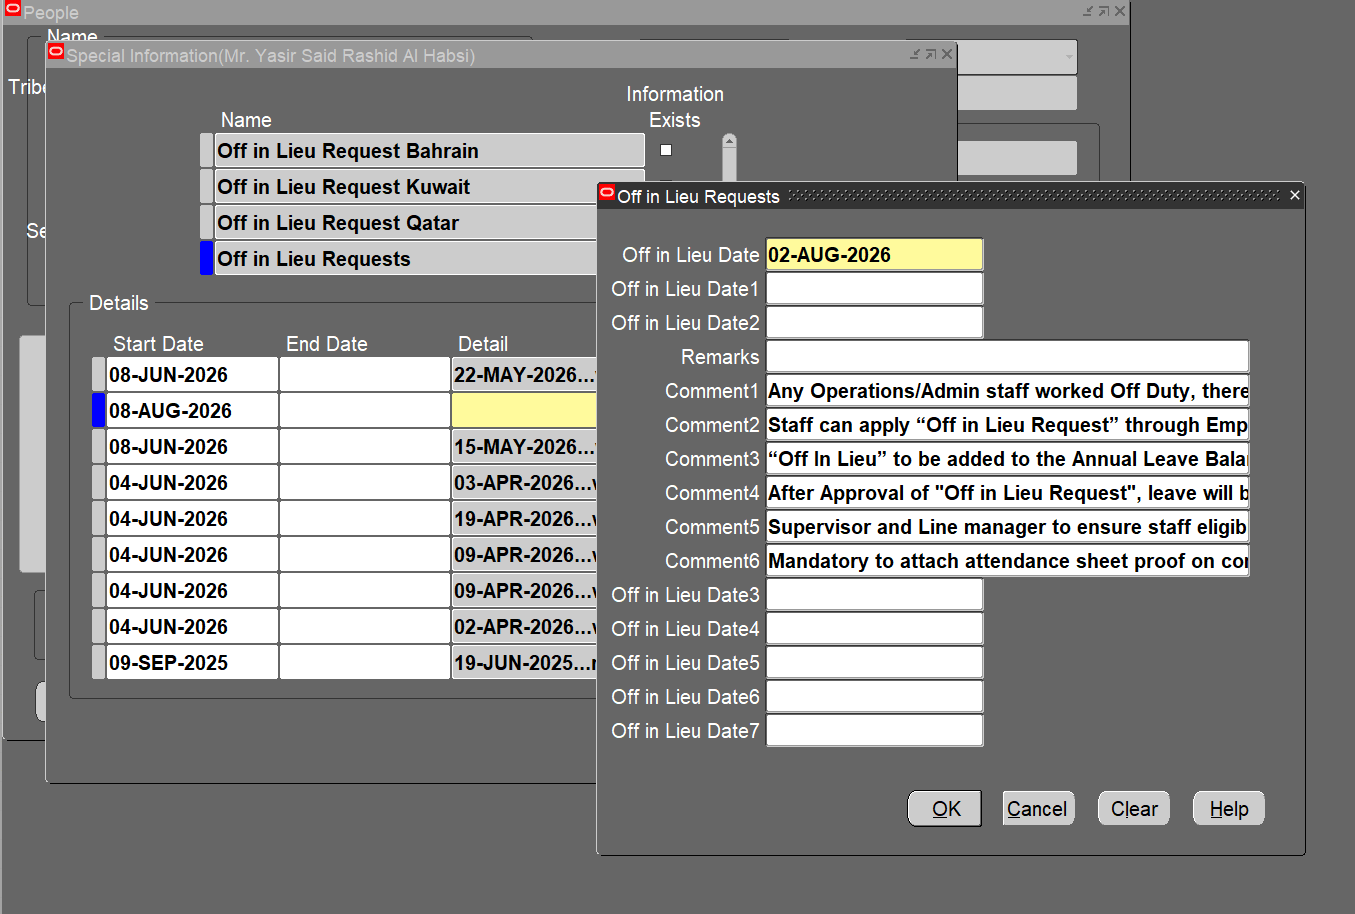 People
Name
Special Information(Mr. Yasir Said Rashid Al Habsi)
Tribe
Information
Name
Exists
Off in Lieu Request Bahrain
Off in Lieu Request Kuwait
Off in Lieu Requests
Off in Lieu Request Qatar
Se
Off in Lieu Requests
Off in Lieu Date 02-AUG-2026
Off in Lieu Date1
Off in Lieu Date2
Remarks
Comment1 Any Operations/Admin staff worked Off Duty, there
Comment2 Staff can apply “Off in Lieu Request” through Emp
Comment3 “Off In Lieu” to be added to the Annual Leave Bala
Comment4 After Approval of "Off in Lieu Request", leave will b
Comment5 Supervisor and Line manager to ensure staff eligib
Comment6 Mandatory to attach attendance sheet proof on co
Off in Lieu Date3
Off in Lieu Date4
Off in Lieu Date5
Off in Lieu Date6
Off in Lieu Date7
Details
Start Date End Date Detail
08-JUN-2026 22-MAY-2026...
08-AUG-2026
08-JUN-2026 15-MAY-2026...
04-JUN-2026 03-APR-2026...
04-JUN-2026 19-APR-2026...
04-JUN-2026 09-APR-2026...
04-JUN-2026 09-APR-2026...
04-JUN-2026 02-APR-2026...
09-SEP-2025 19-JUN-2025...
OK Cancel Clear Help